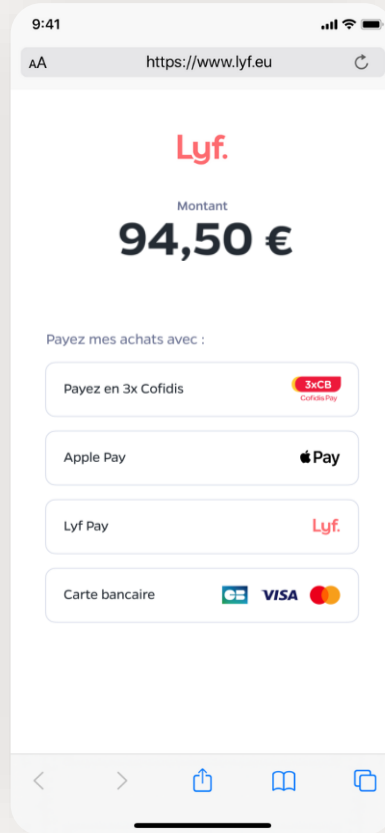 9:41
AA https://www.lyf.eu
Lyf.
Montant
94,50 €
Payez mes achats avec :
Payez en 3x Cofidis 3xCB
Cofidis Pay
Apple Pay Pay
Lyf Pay Lyf.
Carte bancaire CB VISA